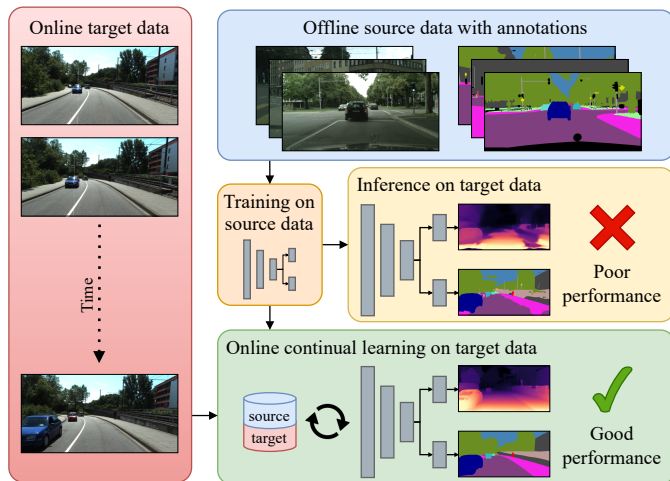 Online target data
Time
Offline source data with annotations
Training on
source data
Inference on target data
Poor
performance
Online continual learning on target data
source
target
Good
performance